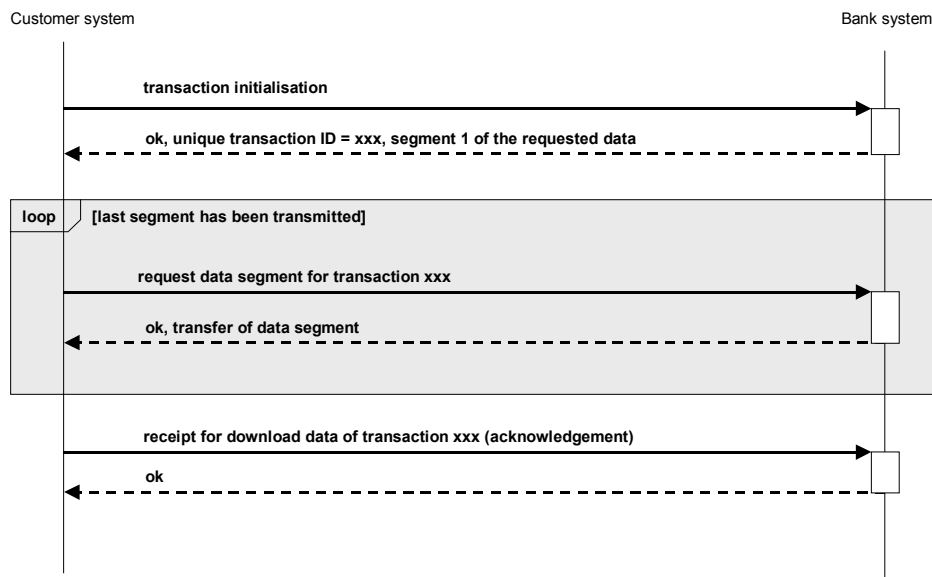 Customer system
Bank system
transaction initialisation
ok, unique transaction ID = xxx, segment 1 of the requested data
loop
[last segment has been transmitted]
request data segment for transaction xxx
ok, transfer of data segment
receipt for download data of transaction xxx (acknowledgement)
ok